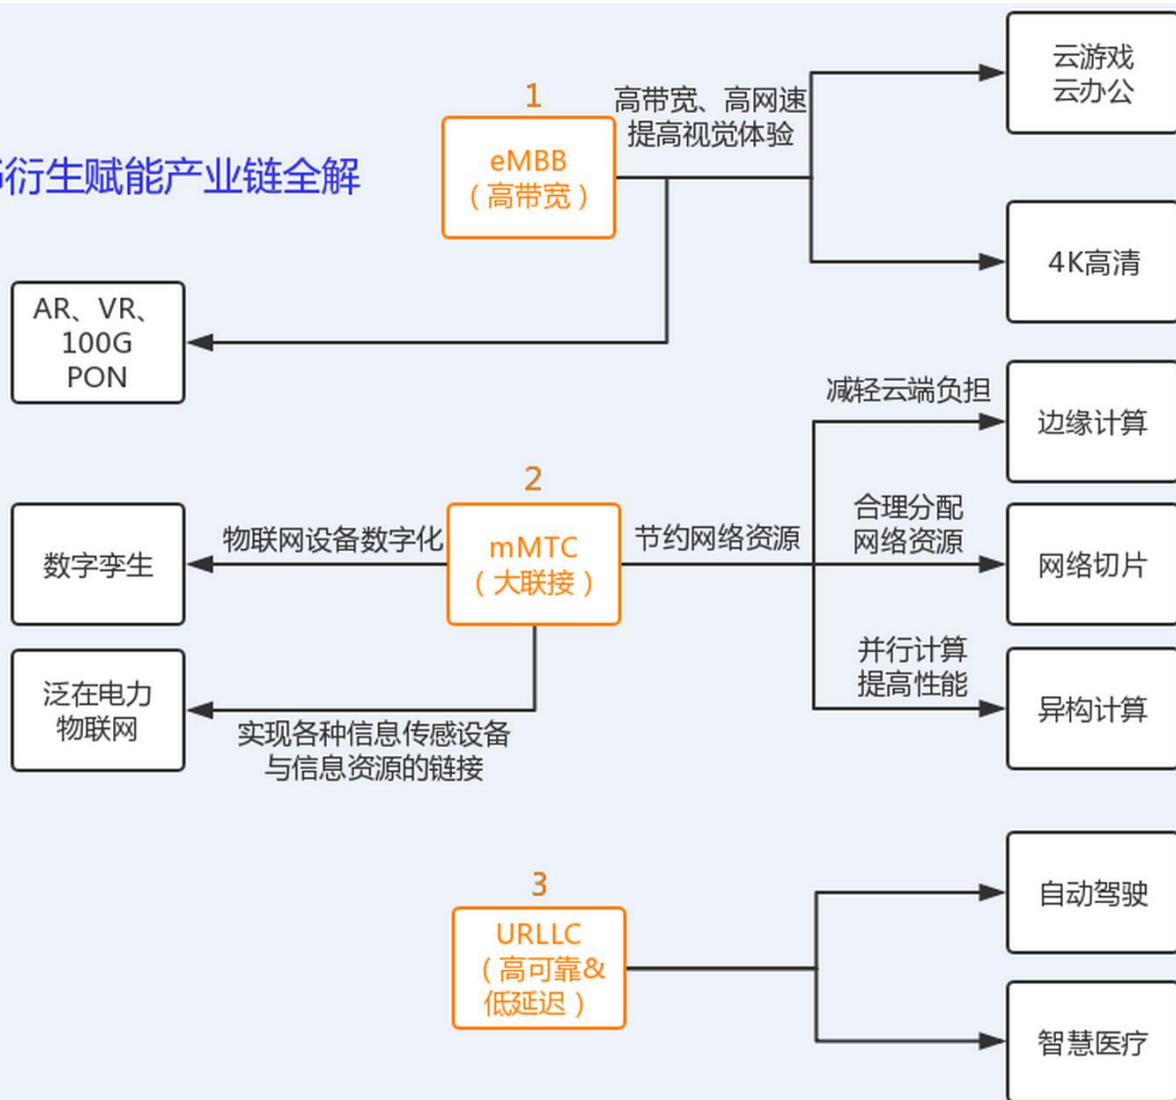 衍生赋能产业链全解
1
eMBB
（高带宽）
高带宽、高网速
提高视觉体验
云游戏
云办公
4K高清
AR、VR、
100G
PON
2
mMTC
（大联接）
物联网设备数字化
数字孪生
泛在电力
物联网
实现各种信息传感设备
与信息资源的链接
节约网络资源
减轻云端负担
边缘计算
合理分配
网络资源
网络切片
并行计算
提高性能
异构计算
3
URLLC
（高可靠&
低延迟）
自动驾驶
智慧医疗